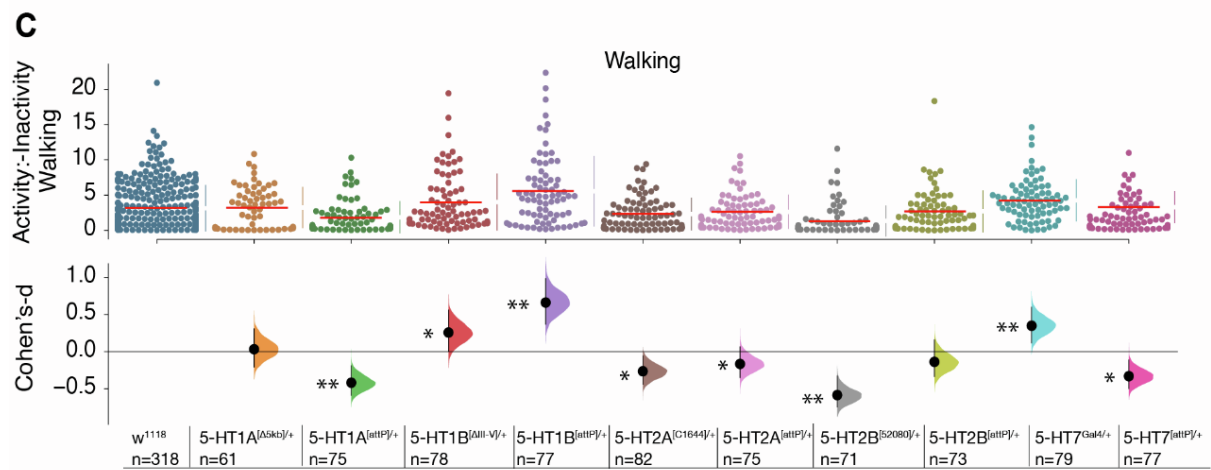 C
Walking
Activity:-Inactivity
Walking
20
15
10
5
0
Cohen's-d
1.0
0.5
0.0
−0.5
**
*
**
*
*
**
**
*
w1118 5-HT1A[Δ5kb]/+ 5-HT1A[attP]/+ 5-HT1B[ΔIII-V]/+ 5-HT1B[attP]/+ 5-HT2A[C1644]/+ 5-HT2A[attP]/+ 5-HT2B[52080]/+ 5-HT2B[attP]/+ 5-HT7Gal4/+ 5-HT7[attP]/+
n=318 n=61 n=75 n=78 n=77 n=82 n=75 n=71 n=73 n=79 n=77